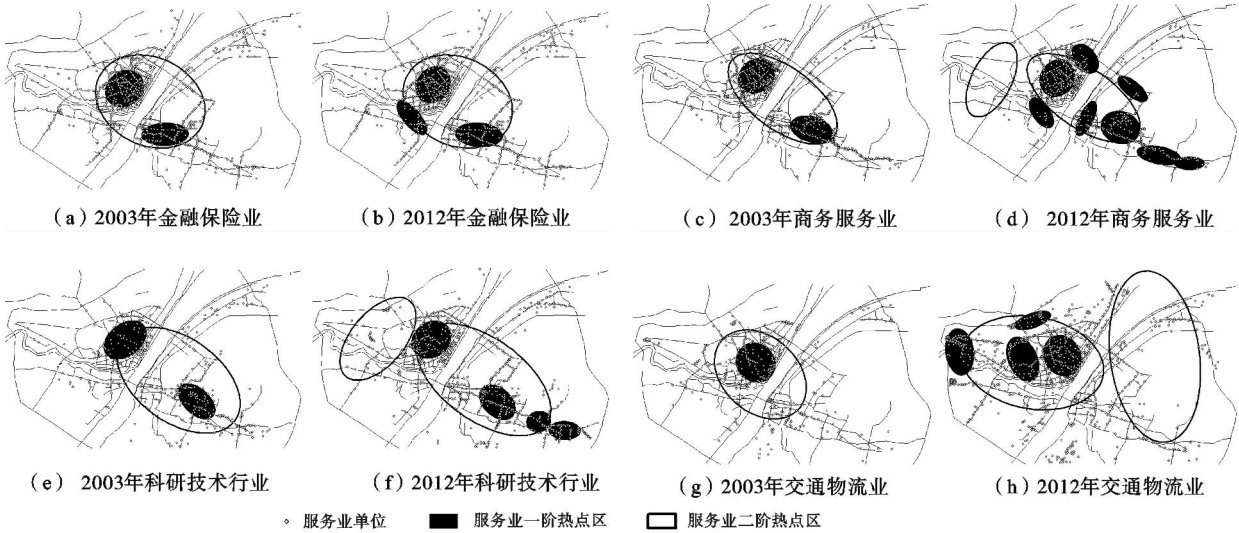 (a) 2003年金融保险业
(b) 2012年金融保险业
(c) 2003年商务服务业
(d) 2012年商务服务业
(e) 2003年科研技术行业
(f) 2012年科研技术行业
(g) 2003年交通物流业
(h) 2012年交通物流业
服务业单位 服务业一阶热点区 服务业二阶热点区